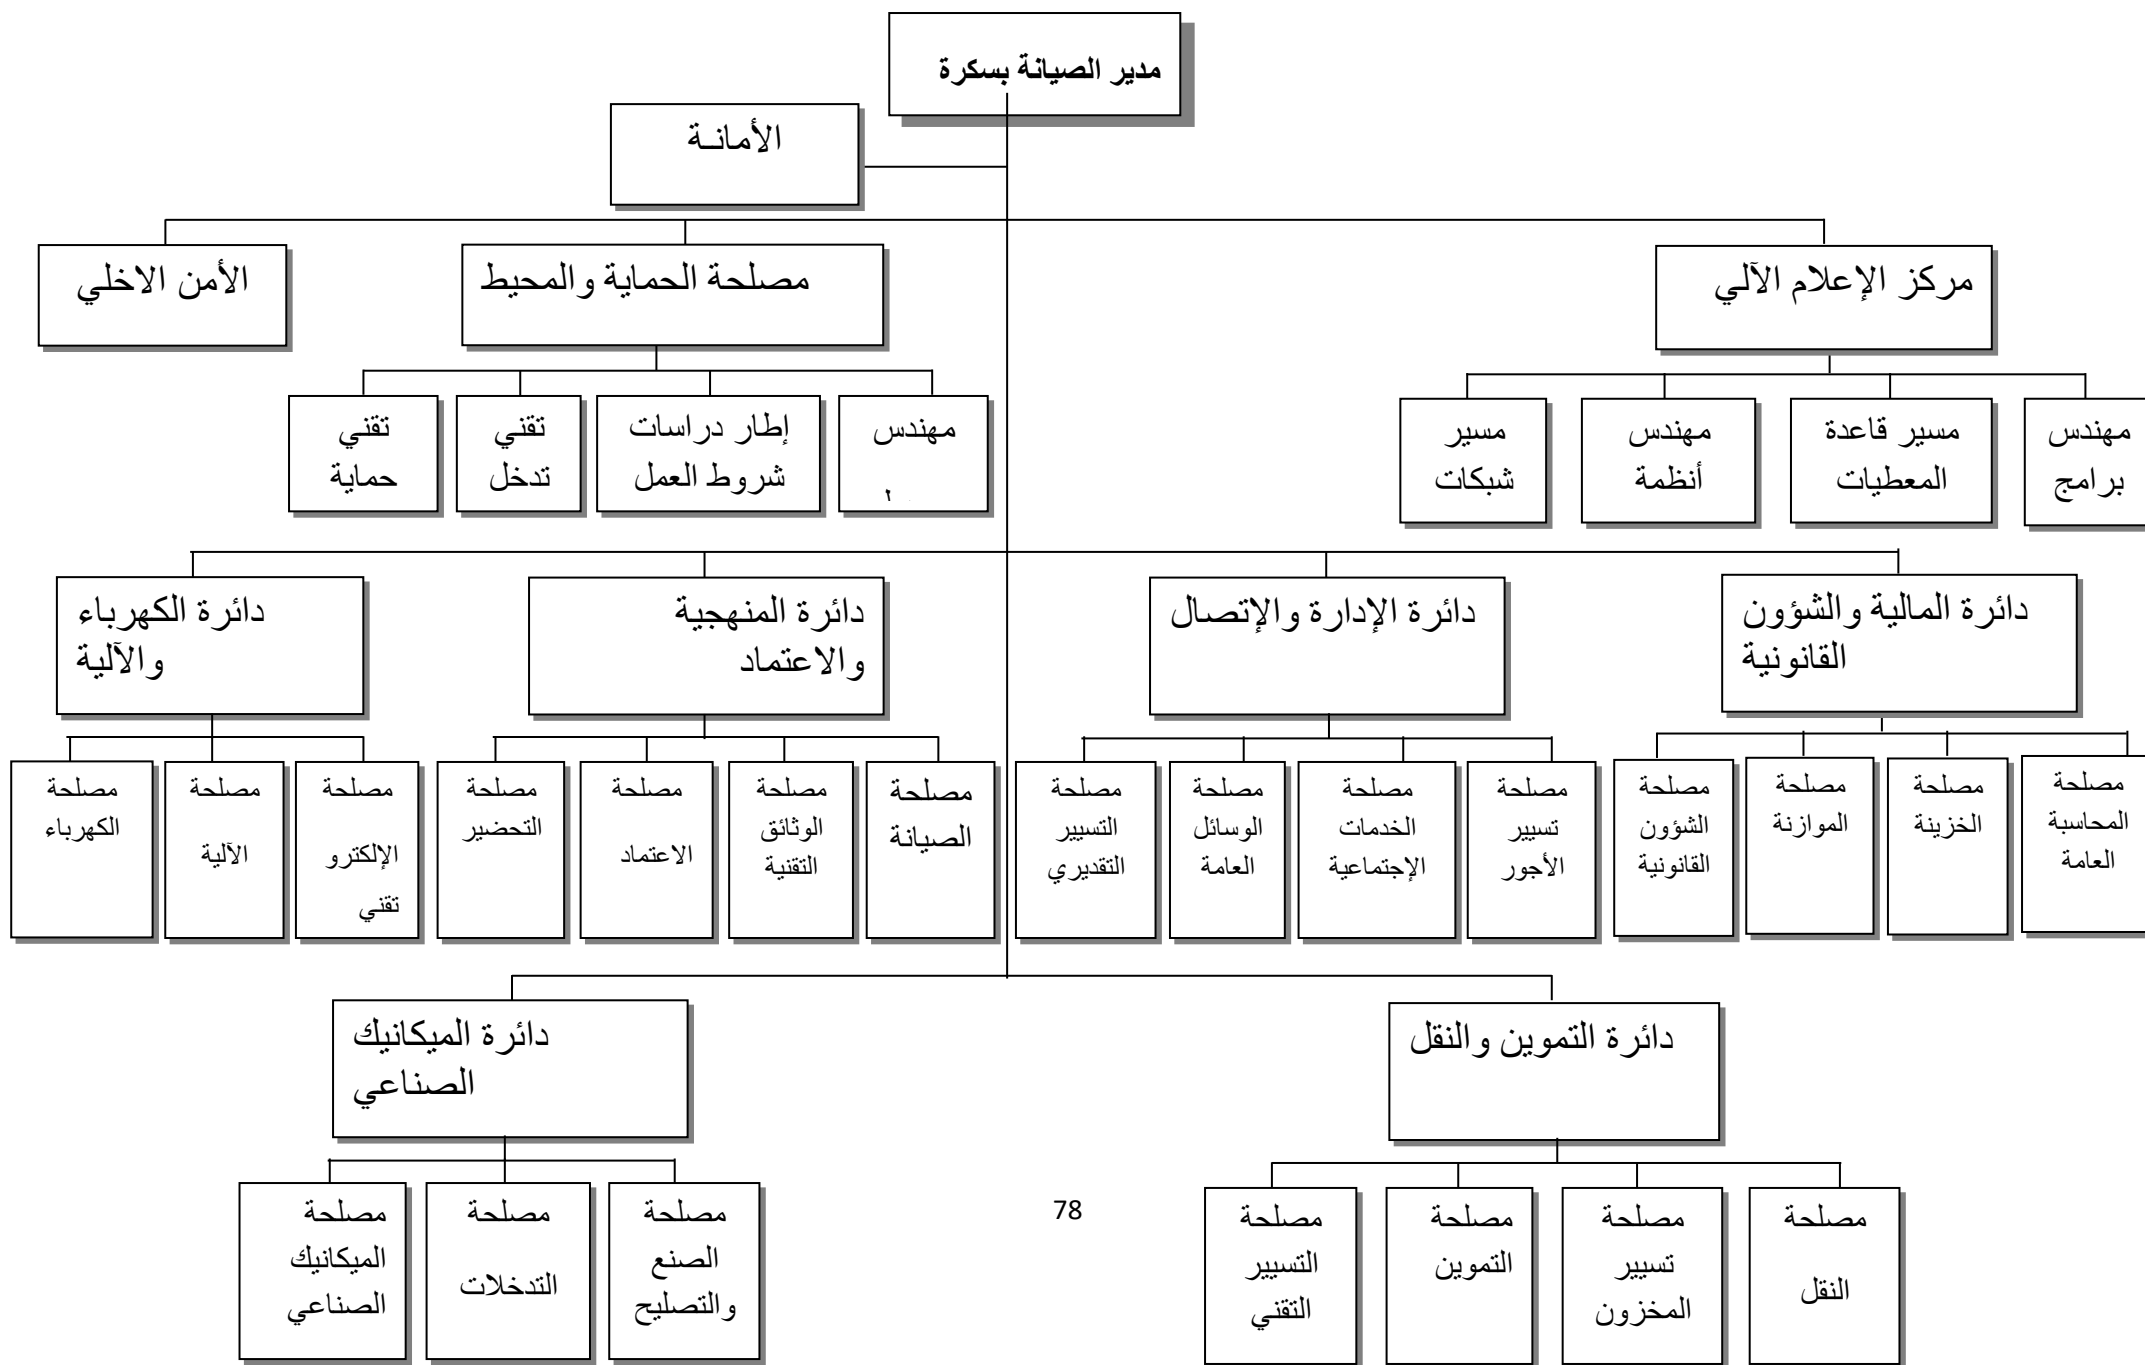 مدير الصيانة بسكرة
الأمانـة
مركز الإعلام الآلي
مصلحة الحماية والمحيط
الأمن الاخلي
مهندس
برامج
مسير قاعدة
المعطيات
مهندس
أنظمة
مسير
شبكات
مهندس
إطار دراسات
شروط العمل
تقني
تدخل
تقني
حماية
دائرة المالية والشؤون
القانونية
دائرة الإدارة والإتصال
دائرة المنهجية
والاعتماد
دائرة الكهرباء
والآلية
مصلحة
المحاسبة
العامة
مصلحة
الخزينة
مصلحة
الموازنة
مصلحة
الشؤون
القانونية
مصلحة
تسيير
الأجور
مصلحة
الخدمات
الإجتماعية
مصلحة
الوسائل
العامة
مصلحة
التسيير
التقديري
مصلحة
الصيانة
مصلحة
الوثائق
التقنية
مصلحة
الاعتماد
مصلحة
التحضير
مصلحة
الإلكترو
تقني
مصلحة
الآلية
مصلحة
الكهرباء
دائرة التموين والنقل
دائرة الميكانيك
الصناعي
مصلحة
النقل
مصلحة
تسيير
المخزون
مصلحة
التموين
مصلحة
التسيير
التقني
78
مصلحة
الصنع
والتصليح
مصلحة
التدخلات
مصلحة
الميكانيك
الصناعي